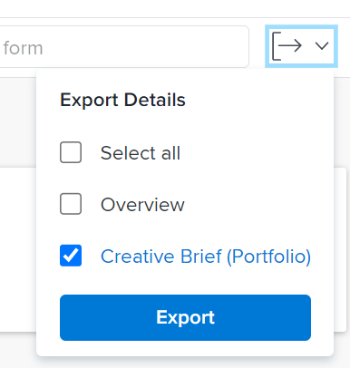 form
Export Details
Select all
Overview
Creative Brief (Portfolio)
Export